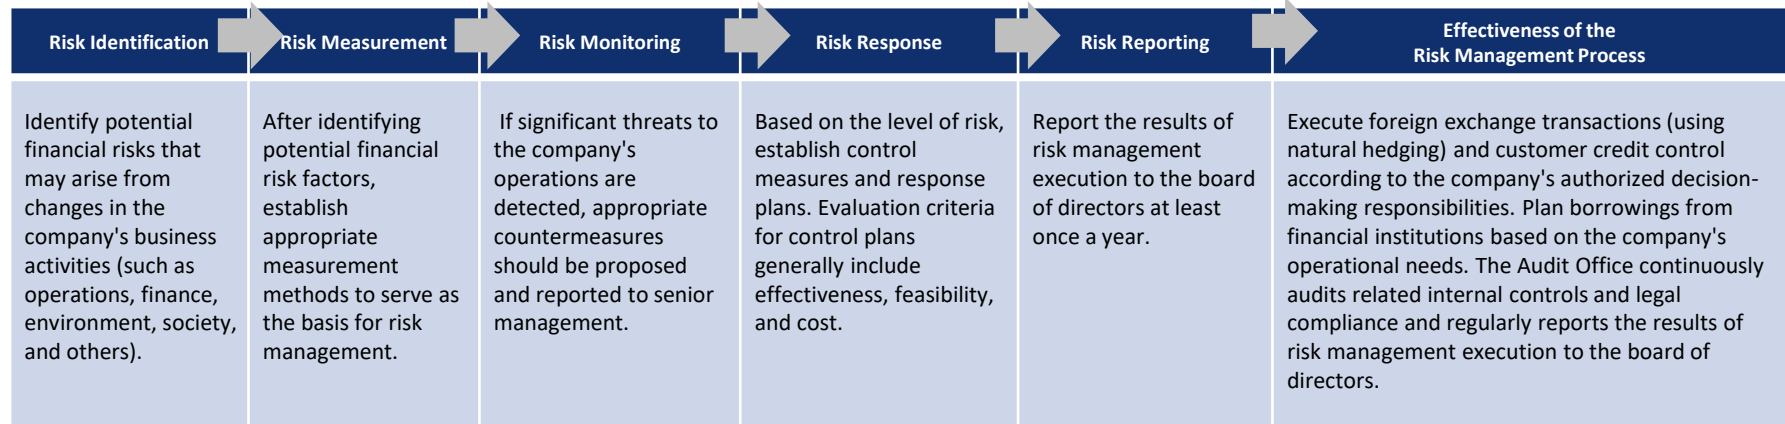 Risk Identification
Risk Measurement
Risk Monitoring
Risk Response
Risk Reporting
Effectiveness of the
Risk Management Process
Identify potential
financial risks that
may arise from
changes in the
company's business
activities (such as
operations, finance,
environment, society,
and others).
After identifying
potential financial
risk factors,
establish
appropriate
measurement
methods to serve as
the basis for risk
management.
If significant threats to
the company's
operations are
detected, appropriate
countermeasures
should be proposed
and reported to senior
management.
Based on the level of risk,
establish control
measures and response
plans. Evaluation criteria
for control plans
generally include
effectiveness, feasibility,
and cost.
Report the results of
risk management
execution to the board
of directors at least
once a year.
Execute foreign exchange transactions (using
natural hedging) and customer credit control
according to the company's authorized decision-
making responsibilities. Plan borrowings from
financial institutions based on the company's
operational needs. The Audit Office continuously
audits related internal controls and legal
compliance and regularly reports the results of
risk management execution to the board of
directors.